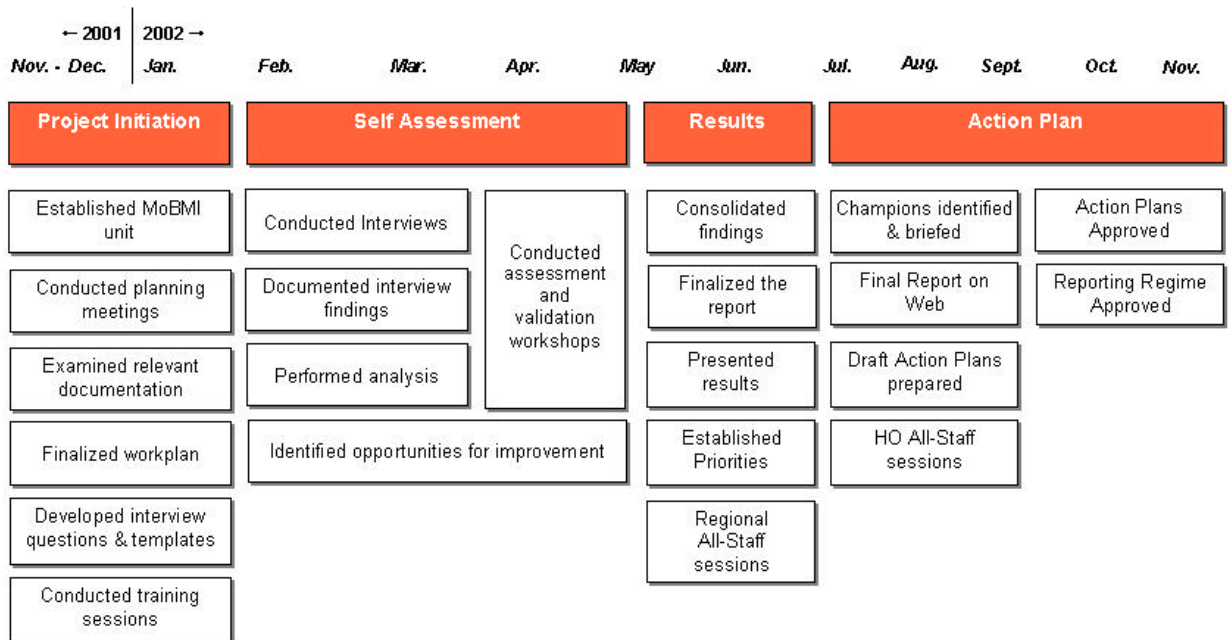 ← 2001 2002 →
Nov. - Dec. Jan. Feb. Mar. Apr. May Jun. Jul. Aug. Sept. Oct. Nov.
Project Initiation
Self Assessment
Results
Action Plan
Established MoBMI
unit
Conducted planning
meetings
Examined relevant
documentation
Finalized workplan
Developed interview
questions & templates
Conducted training
sessions
Conducted Interviews
Documented interview
findings
Performed analysis
Conducted
assessment
and
validation
workshops
Identified opportunities for improvement
Consolidated
findings
Finalized the
report
Presented
results
Established
Priorities
Regional
All-Staff
sessions
Champions identified
& briefed
Final Report on
Web
Draft Action Plans
prepared
HO All-Staff
sessions
Action Plans
Approved
Reporting Regime
Approved